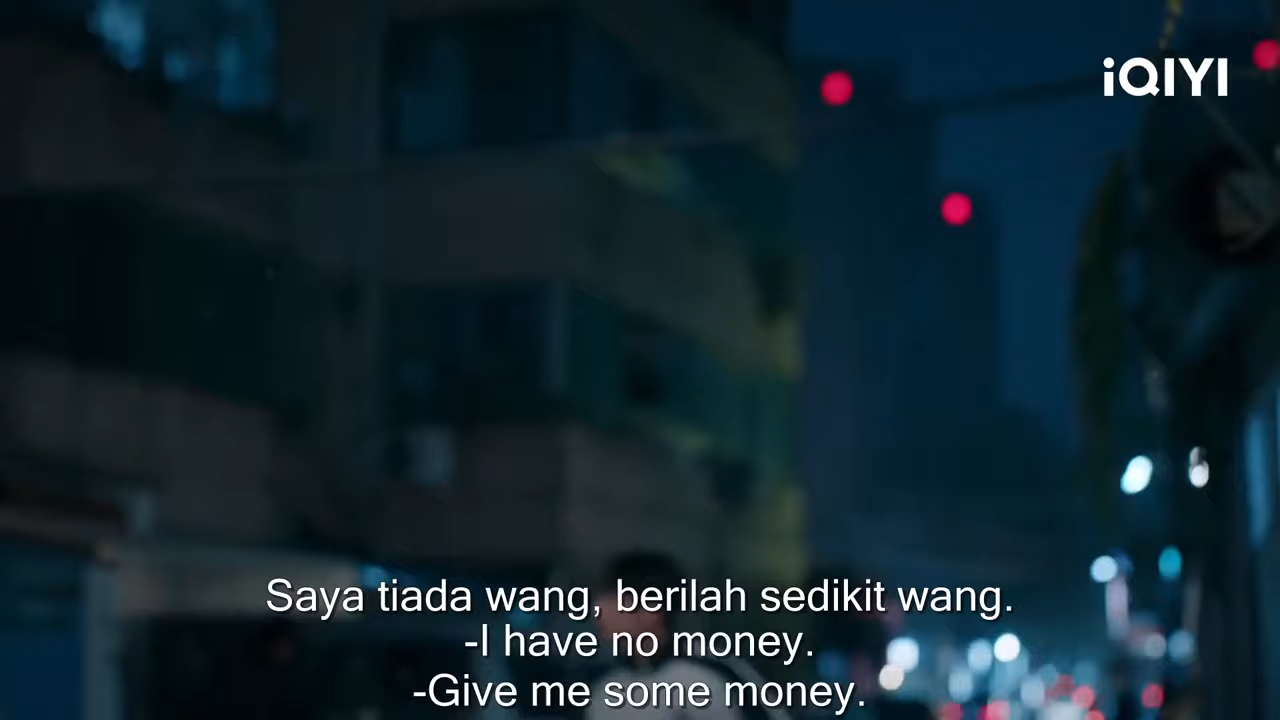 iQIYI
Saya tiada wang, berilah sedikit wang.
-I have no money.
-Give me some money.